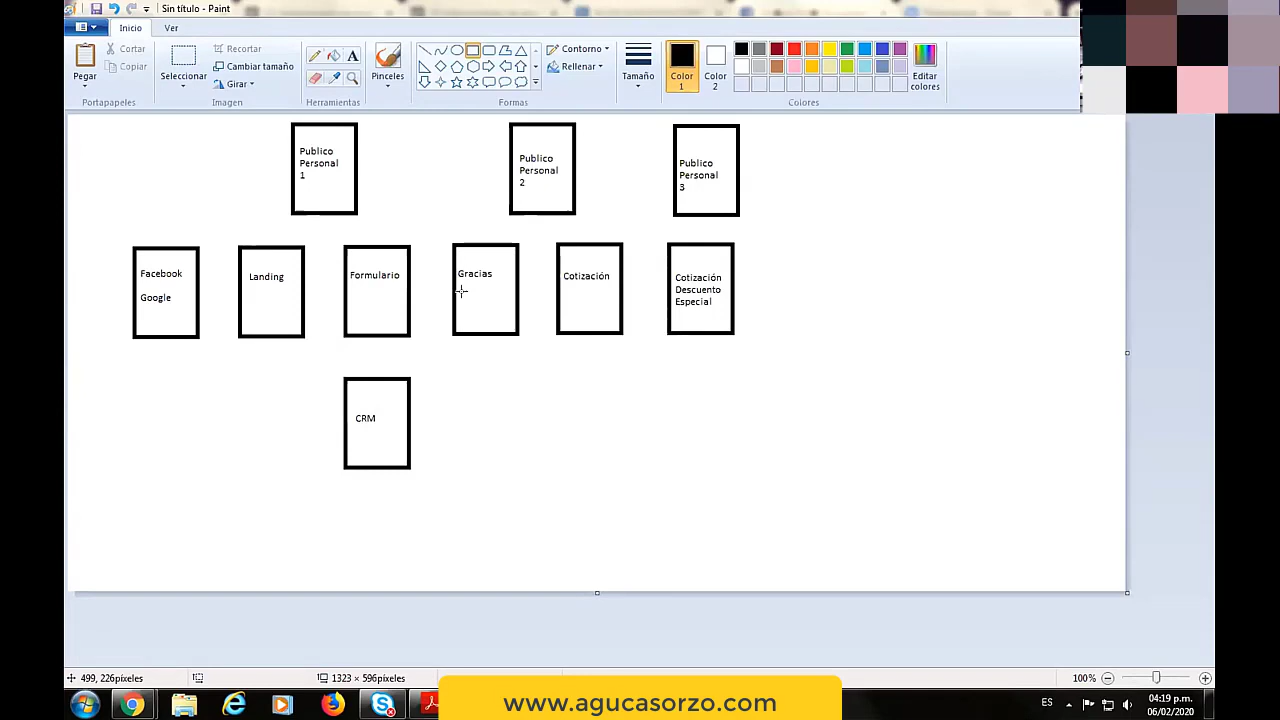 Sin título - Paint
Inicio
Ver
Pegar
Cortar
Copiar
Portapapeles
Seleccionar
Recortar
Cambiar tamaño
Girar
Imagen
A
Herramientas
Pinceles
Contorno
Rellenar
Formas
Tamaño
Color
1
Color
2
Editar
colores
Colores
Publico
Personal
1
Publico
Personal
2
Publico
Personal
3
Facebook
Google
Landing
Formulario
Gracias
Cotización
Cotización
Descuento
Especial
CRM
499, 226píxeles
1323 × 596píxeles
100%
www.agucasorzo.com
ES
04:19 p.m.
06/02/2020